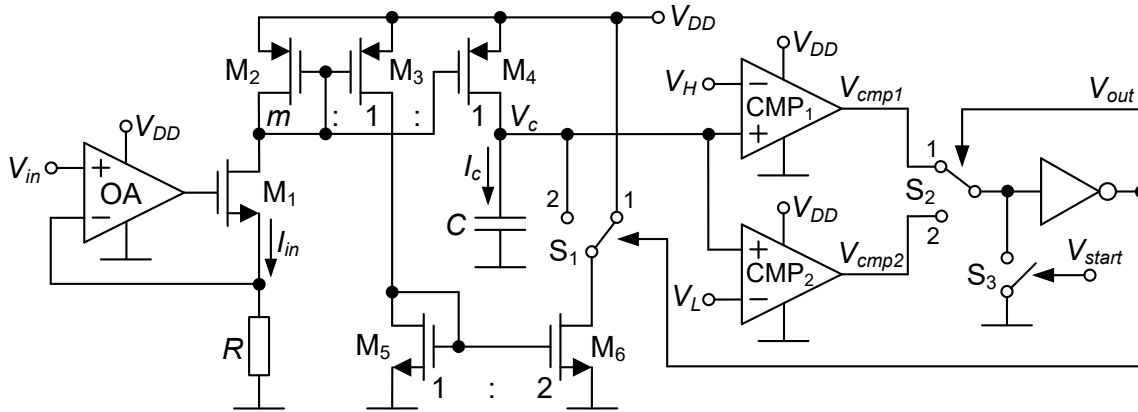 V_DD
M2 M3 M4
m : 1 : 1
V_c
V_DD
V_DD
V_H
CMP1
V_cmp1
V_out
V_in
OA
M1
I_in
I_c
C
2
1
S1
1
S2
2
V_DD
V_cmp2
CMP2
V_L
S3
V_start
R
M5
M6
1 : 2
+
−
−
+
+
−